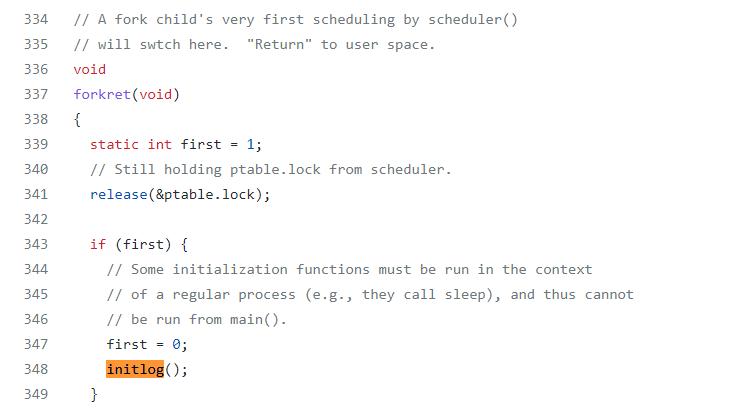 334 // A fork child's very first scheduling by scheduler()
335 // will swtch here.  "Return" to user space.
336 void
337 forkret(void)
338 {
339   static int first = 1;
340   // Still holding ptable.lock from scheduler.
341   release(&ptable.lock);
342
343   if (first) {
344     // Some initialization functions must be run in the context
345     // of a regular process (e.g., they call sleep), and thus cannot
346     // be run from main().
347     first = 0;
348     initlog();
349   }